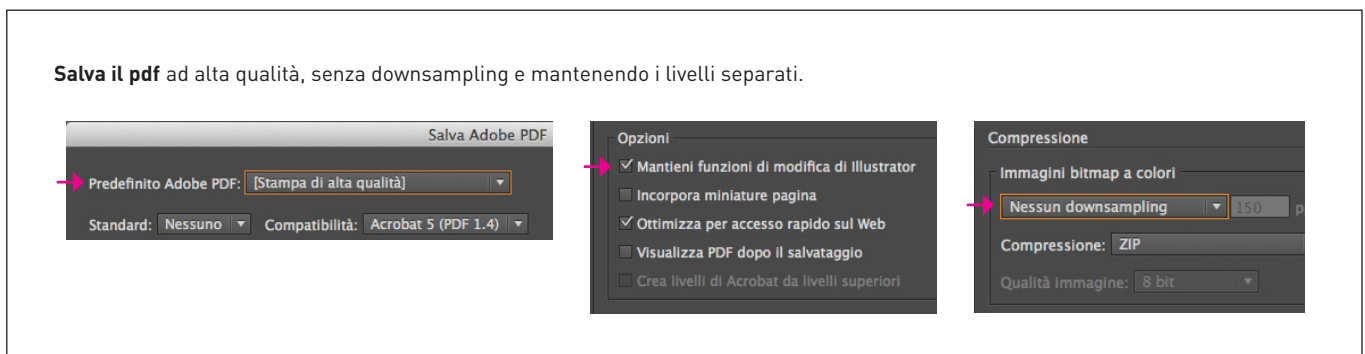 Salva il pdf ad alta qualità, senza downsampling e mantenendo i livelli separati.
Salva Adobe PDF
Predefinito Adobe PDF: [Stampa di alta qualità]
Standard: Nessuno Compatibilità: Acrobat 5 (PDF 1.4)
Opzioni
Mantieni funzioni di modifica di Illustrator
Incorpora miniature pagina
Ottimizza per accesso rapido sul Web
Visualizza PDF dopo il salvataggio
Crea livelli di Acrobat da livelli superiori
Compressione
Immagini bitmap a colori
Nessun downsampling 150 p
Compressione: ZIP
Qualità immagine: 8 bit